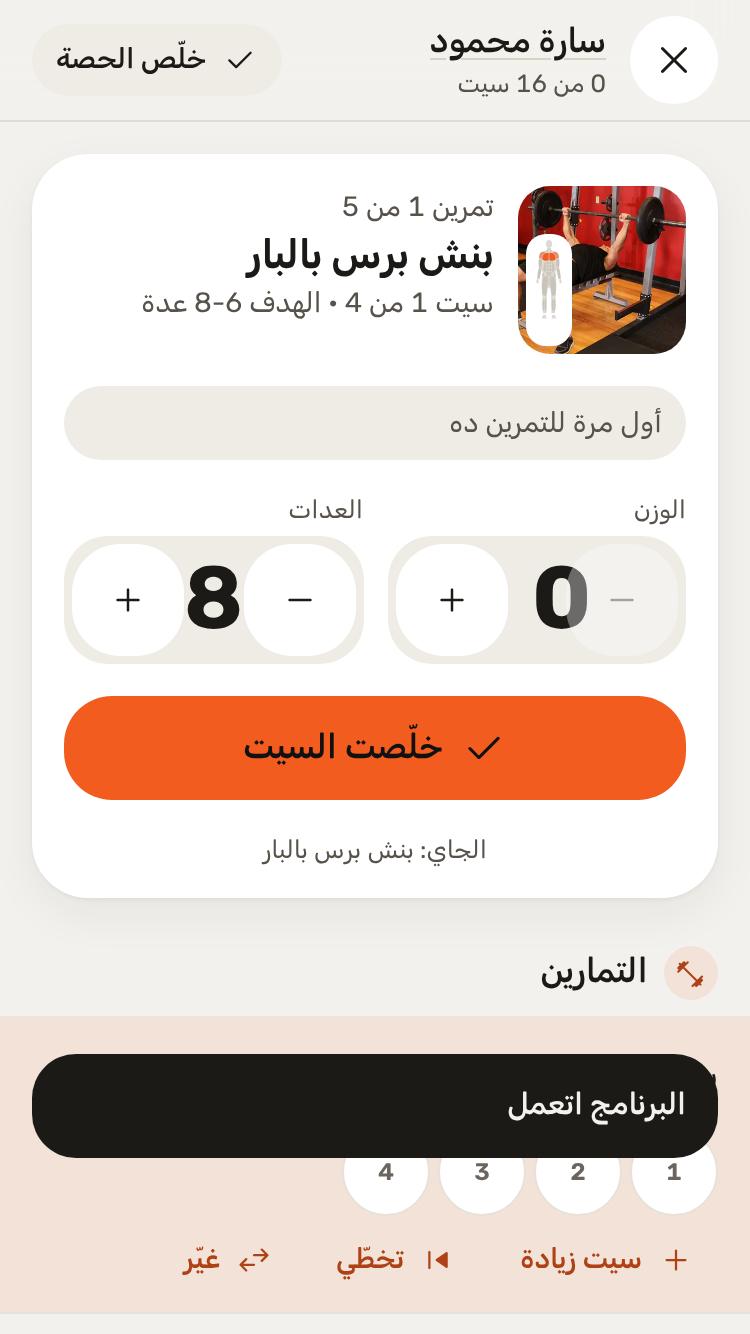 سارة محمود
0 من 16 سيت
خلّص الحصة
تمرين 1 من 5
بنش برس بالبار
سيت 1 من 4 • الهدف 6-8 عدة
أول مرة للتمرين ده
الوزن
العدات
0
8
خلّصت السيت
الجاي: بنش برس بالبار
التمارين
البرنامج اتعمل
1 2 3 4
سيت زيادة
تخطّي
غيّر